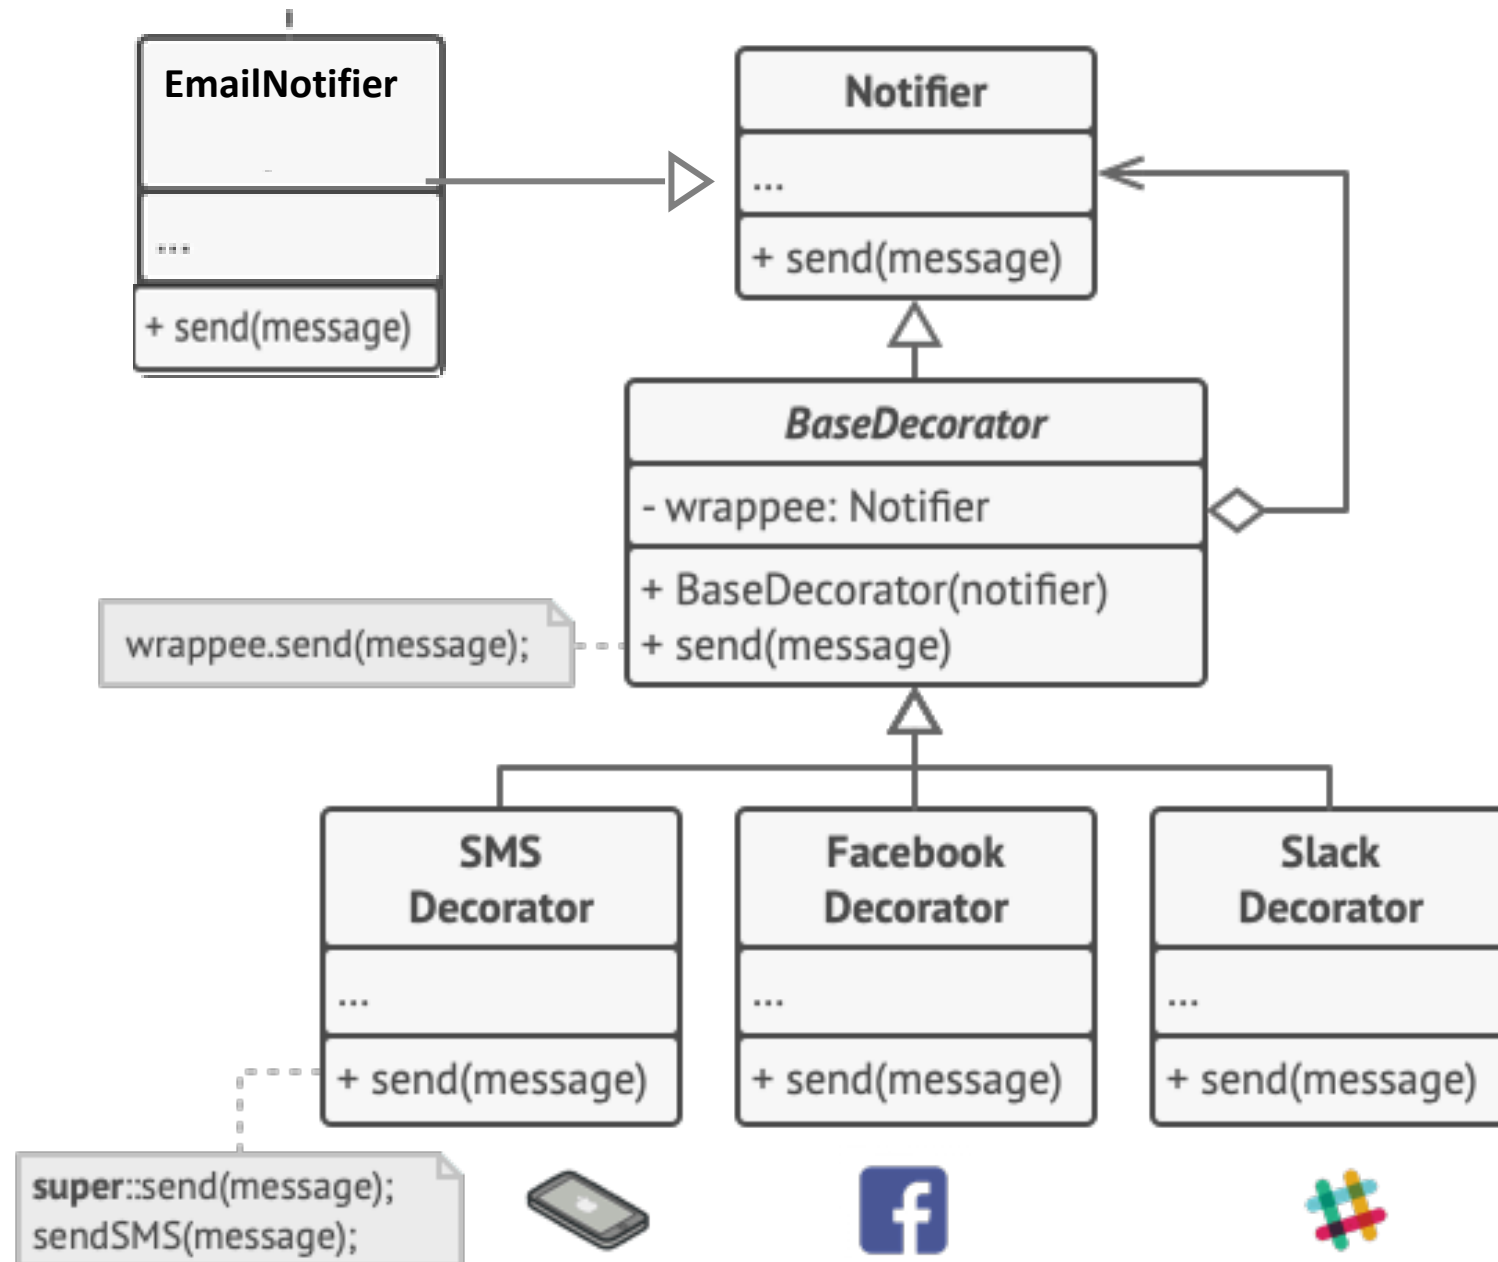 EmailNotifier
...
+ send(message)
Notifier
...
+ send(message)
BaseDecorator
- wrappee: Notifier
+ BaseDecorator(notifier)
+ send(message)
wrappee.send(message);
SMS
Decorator
...
+ send(message)
Facebook
Decorator
...
+ send(message)
Slack
Decorator
...
+ send(message)
super::send(message);
sendSMS(message);
f